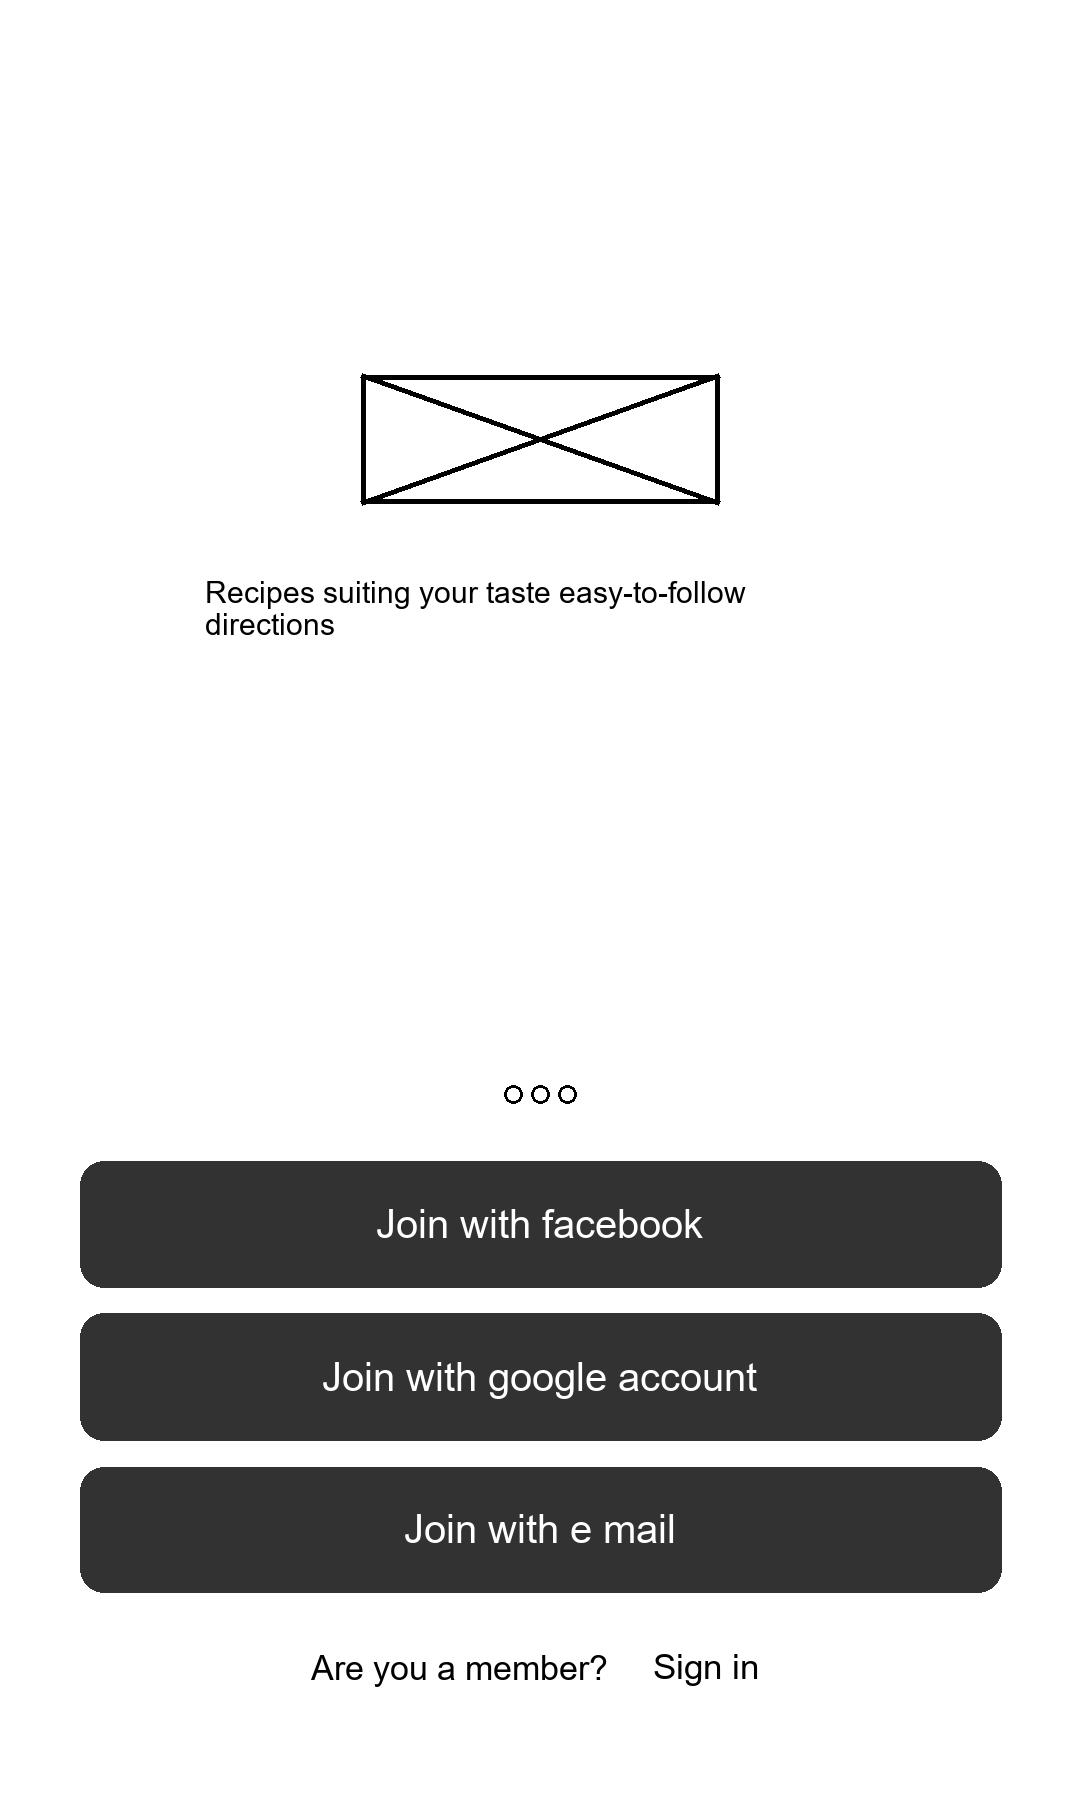 Recipes suiting your taste easy-to-follow
directions
Join with facebook
Join with google account
Join with e mail
Are you a member? Sign in